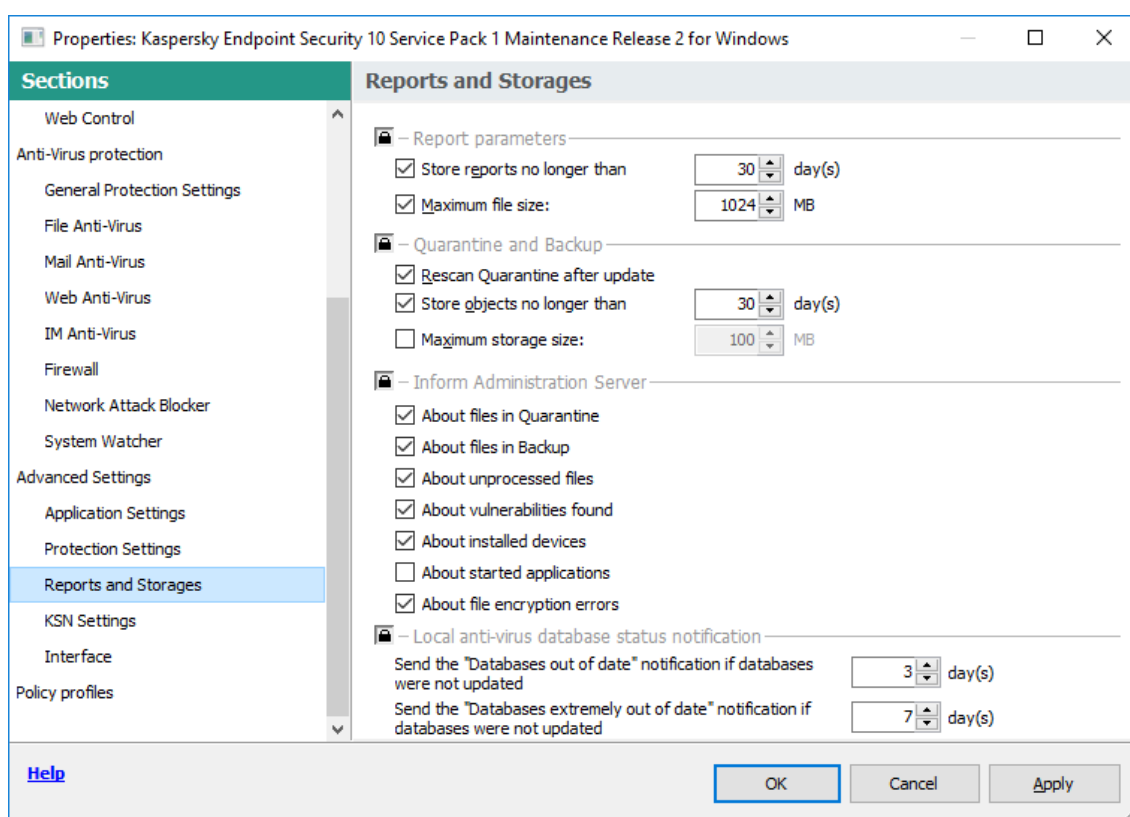 Properties: Kaspersky Endpoint Security 10 Service Pack 1 Maintenance Release 2 for Windows
Sections
Web Control
Anti-Virus protection
General Protection Settings
File Anti-Virus
Mail Anti-Virus
Web Anti-Virus
IM Anti-Virus
Firewall
Network Attack Blocker
System Watcher
Advanced Settings
Application Settings
Protection Settings
Reports and Storages
KSN Settings
Interface
Policy profiles
Reports and Storages
Report parameters
Store reports no longer than 30 day(s)
Maximum file size: 1024 MB
Quarantine and Backup
Rescan Quarantine after update
Store objects no longer than 30 day(s)
Maximum storage size: 100 MB
Inform Administration Server
About files in Quarantine
About files in Backup
About unprocessed files
About vulnerabilities found
About installed devices
About started applications
About file encryption errors
Local anti-virus database status notification
Send the "Databases out of date" notification if databases
were not updated 3 day(s)
Send the "Databases extremely out of date" notification if
databases were not updated 7 day(s)
Help
OK Cancel Apply